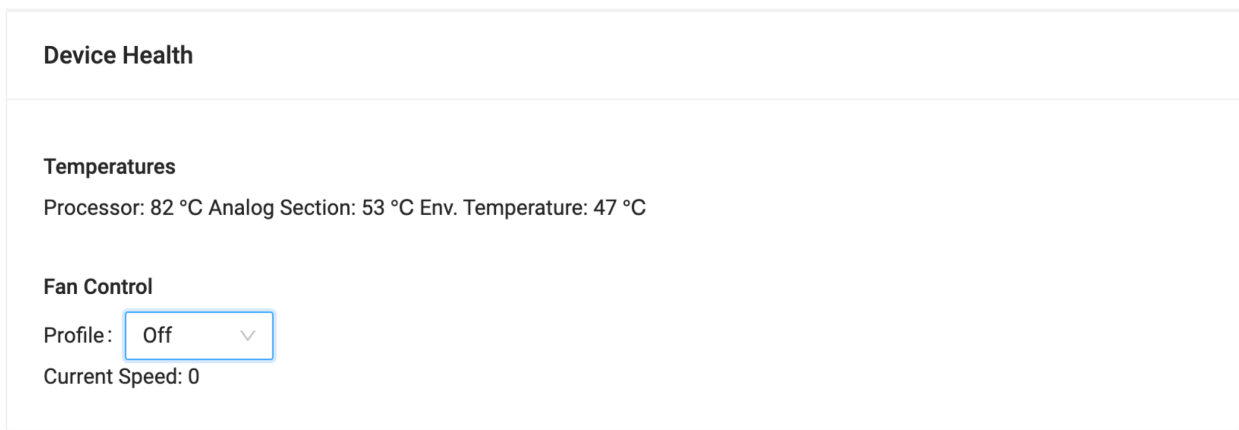 Device Health
Temperatures
Processor: 82 °C Analog Section: 53 °C Env. Temperature: 47 °C
Fan Control
Profile: Off
Current Speed: 0